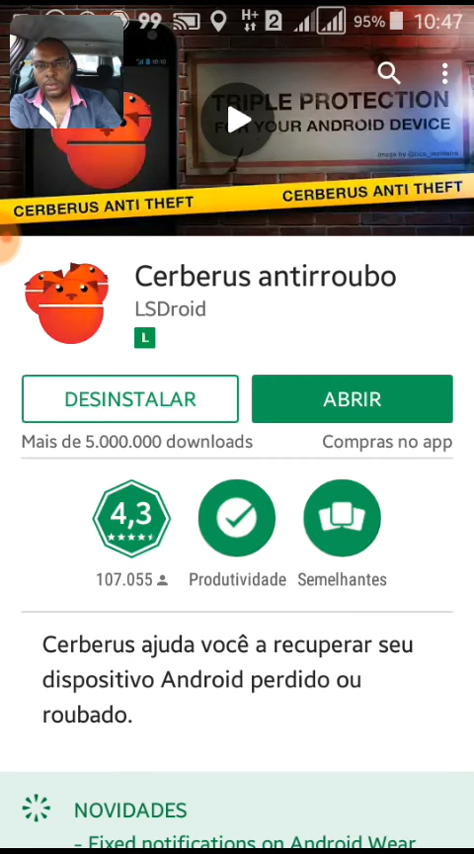 99 H+ 2 95% 10:47
TRIPLE PROTECTION
FOR YOUR ANDROID DEVICE
CERBERUS ANTI THEFT
CERBERUS ANTI THEFT
Cerberus antirroubo
LSDroid
L
DESINSTALAR
ABRIR
Mais de 5.000.000 downloads
Compras no app
4,3
107.055
Produtividade
Semelhantes
Cerberus ajuda você a recuperar seu
dispositivo Android perdido ou
roubado.
NOVIDADES
- Fixed notifications on Android Wear